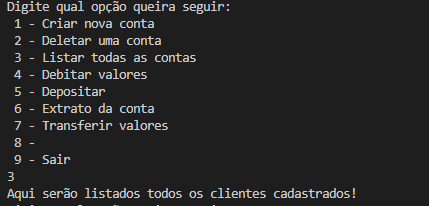 Digite qual opção queira seguir:
1 - Criar nova conta
2 - Deletar uma conta
3 - Listar todas as contas
4 - Debitar valores
5 - Depositar
6 - Extrato da conta
7 - Transferir valores
8 -
9 - Sair
3
Aqui serão listados todos os clientes cadastrados!